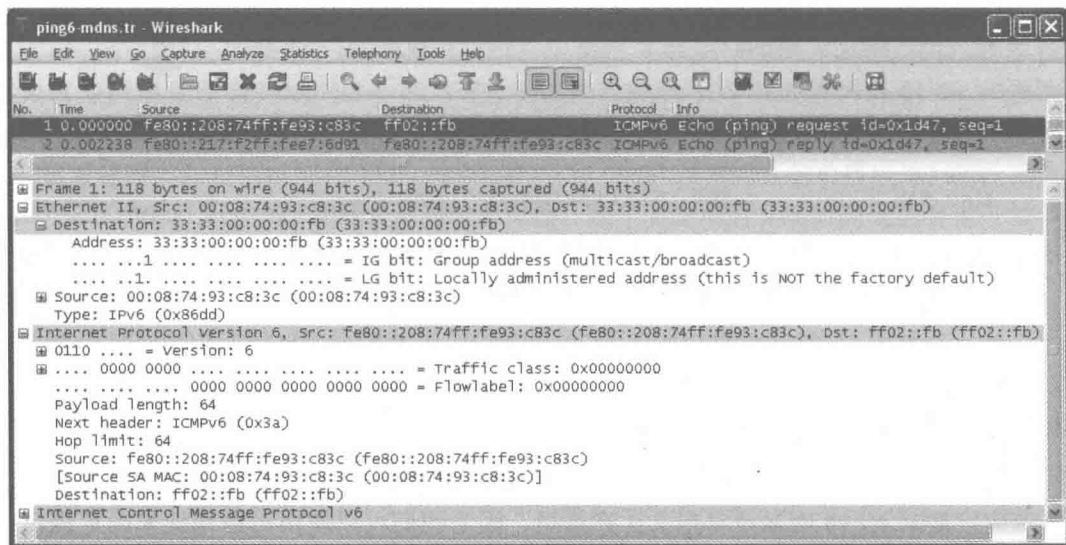 ping6-mdns.tr - Wireshark
File Edit View Go Capture Analyze Statistics Telephony Tools Help
No. Time Source Destination Protocol Info
1 0.000000 fe80::208:74ff:fe93:c83c ff02::fb ICMPv6 Echo (ping) request id=0x1d47, seq=1
2 0.002238 fe80::217:f2ff:fee7:6d91 fe80::208:74ff:fe93:c83c ICMPv6 Echo (ping) reply id=0x1d47, seq=1
Frame 1: 118 bytes on wire (944 bits), 118 bytes captured (944 bits)
Ethernet II, Src: 00:08:74:93:c8:3c (00:08:74:93:c8:3c), Dst: 33:33:00:00:00:fb (33:33:00:00:00:fb)
Destination: 33:33:00:00:00:fb (33:33:00:00:00:fb)
Address: 33:33:00:00:00:fb (33:33:00:00:00:fb)
.... ...1 .... .... .... .... = IG bit: Group address (multicast/broadcast)
.... ..1. .... .... .... .... = LG bit: Locally administered address (this is NOT the factory default)
Source: 00:08:74:93:c8:3c (00:08:74:93:c8:3c)
Type: IPv6 (0x86dd)
Internet Protocol Version 6, Src: fe80::208:74ff:fe93:c83c (fe80::208:74ff:fe93:c83c), Dst: ff02::fb (ff02::fb)
0110 .... = Version: 6
.... 0000 0000 .... .... .... .... .... = Traffic class: 0x00000000
.... .... .... 0000 0000 0000 0000 0000 = Flowlabel: 0x00000000
Payload length: 64
Next header: ICMPv6 (0x3a)
Hop limit: 64
Source: fe80::208:74ff:fe93:c83c (fe80::208:74ff:fe93:c83c)
[Source SA MAC: 00:08:74:93:c8:3c (00:08:74:93:c8:3c)]
Destination: ff02::fb (ff02::fb)
Internet Control Message Protocol v6